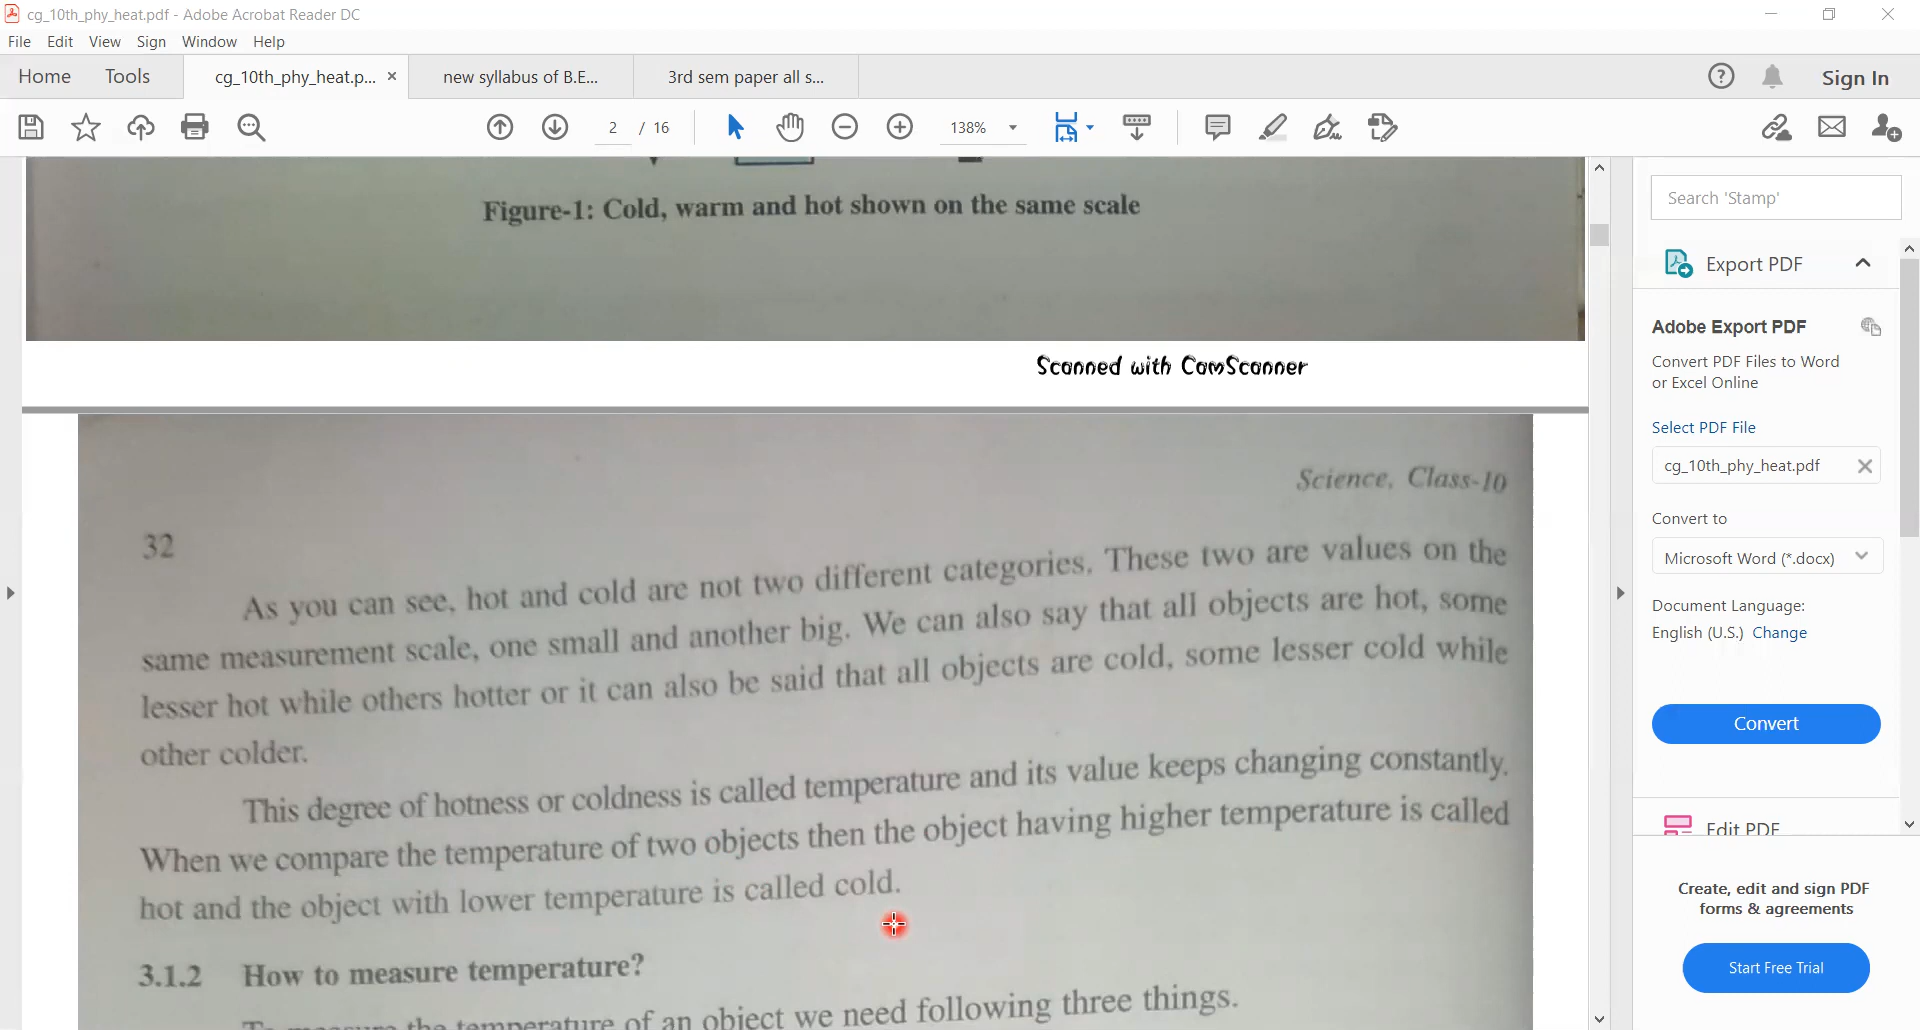 cg_10th_phy_heat.pdf - Adobe Acrobat Reader DC
File Edit View Sign Window Help
Home Tools cg_10th_phy_heat.p... × new syllabus of B.E... 3rd sem paper all s... Sign In
2 / 16 138%
Figure-1: Cold, warm and hot shown on the same scale
Scanned with CamScanner
Science, Class-10
32
As you can see, hot and cold are not two different categories. These two are values on the
same measurement scale, one small and another big. We can also say that all objects are hot, some
lesser hot while others hotter or it can also be said that all objects are cold, some lesser cold while
other colder.
This degree of hotness or coldness is called temperature and its value keeps changing constantly.
When we compare the temperature of two objects then the object having higher temperature is called
hot and the object with lower temperature is called cold.
3.1.2 How to measure temperature?
To measure the temperature of an object we need following three things.
Search 'Stamp'
Export PDF
Adobe Export PDF
Convert PDF Files to Word
or Excel Online
Select PDF File
cg_10th_phy_heat.pdf
Convert to
Microsoft Word (*.docx)
Document Language:
English (U.S.) Change
Convert
Edit PDF
Create, edit and sign PDF
forms & agreements
Start Free Trial